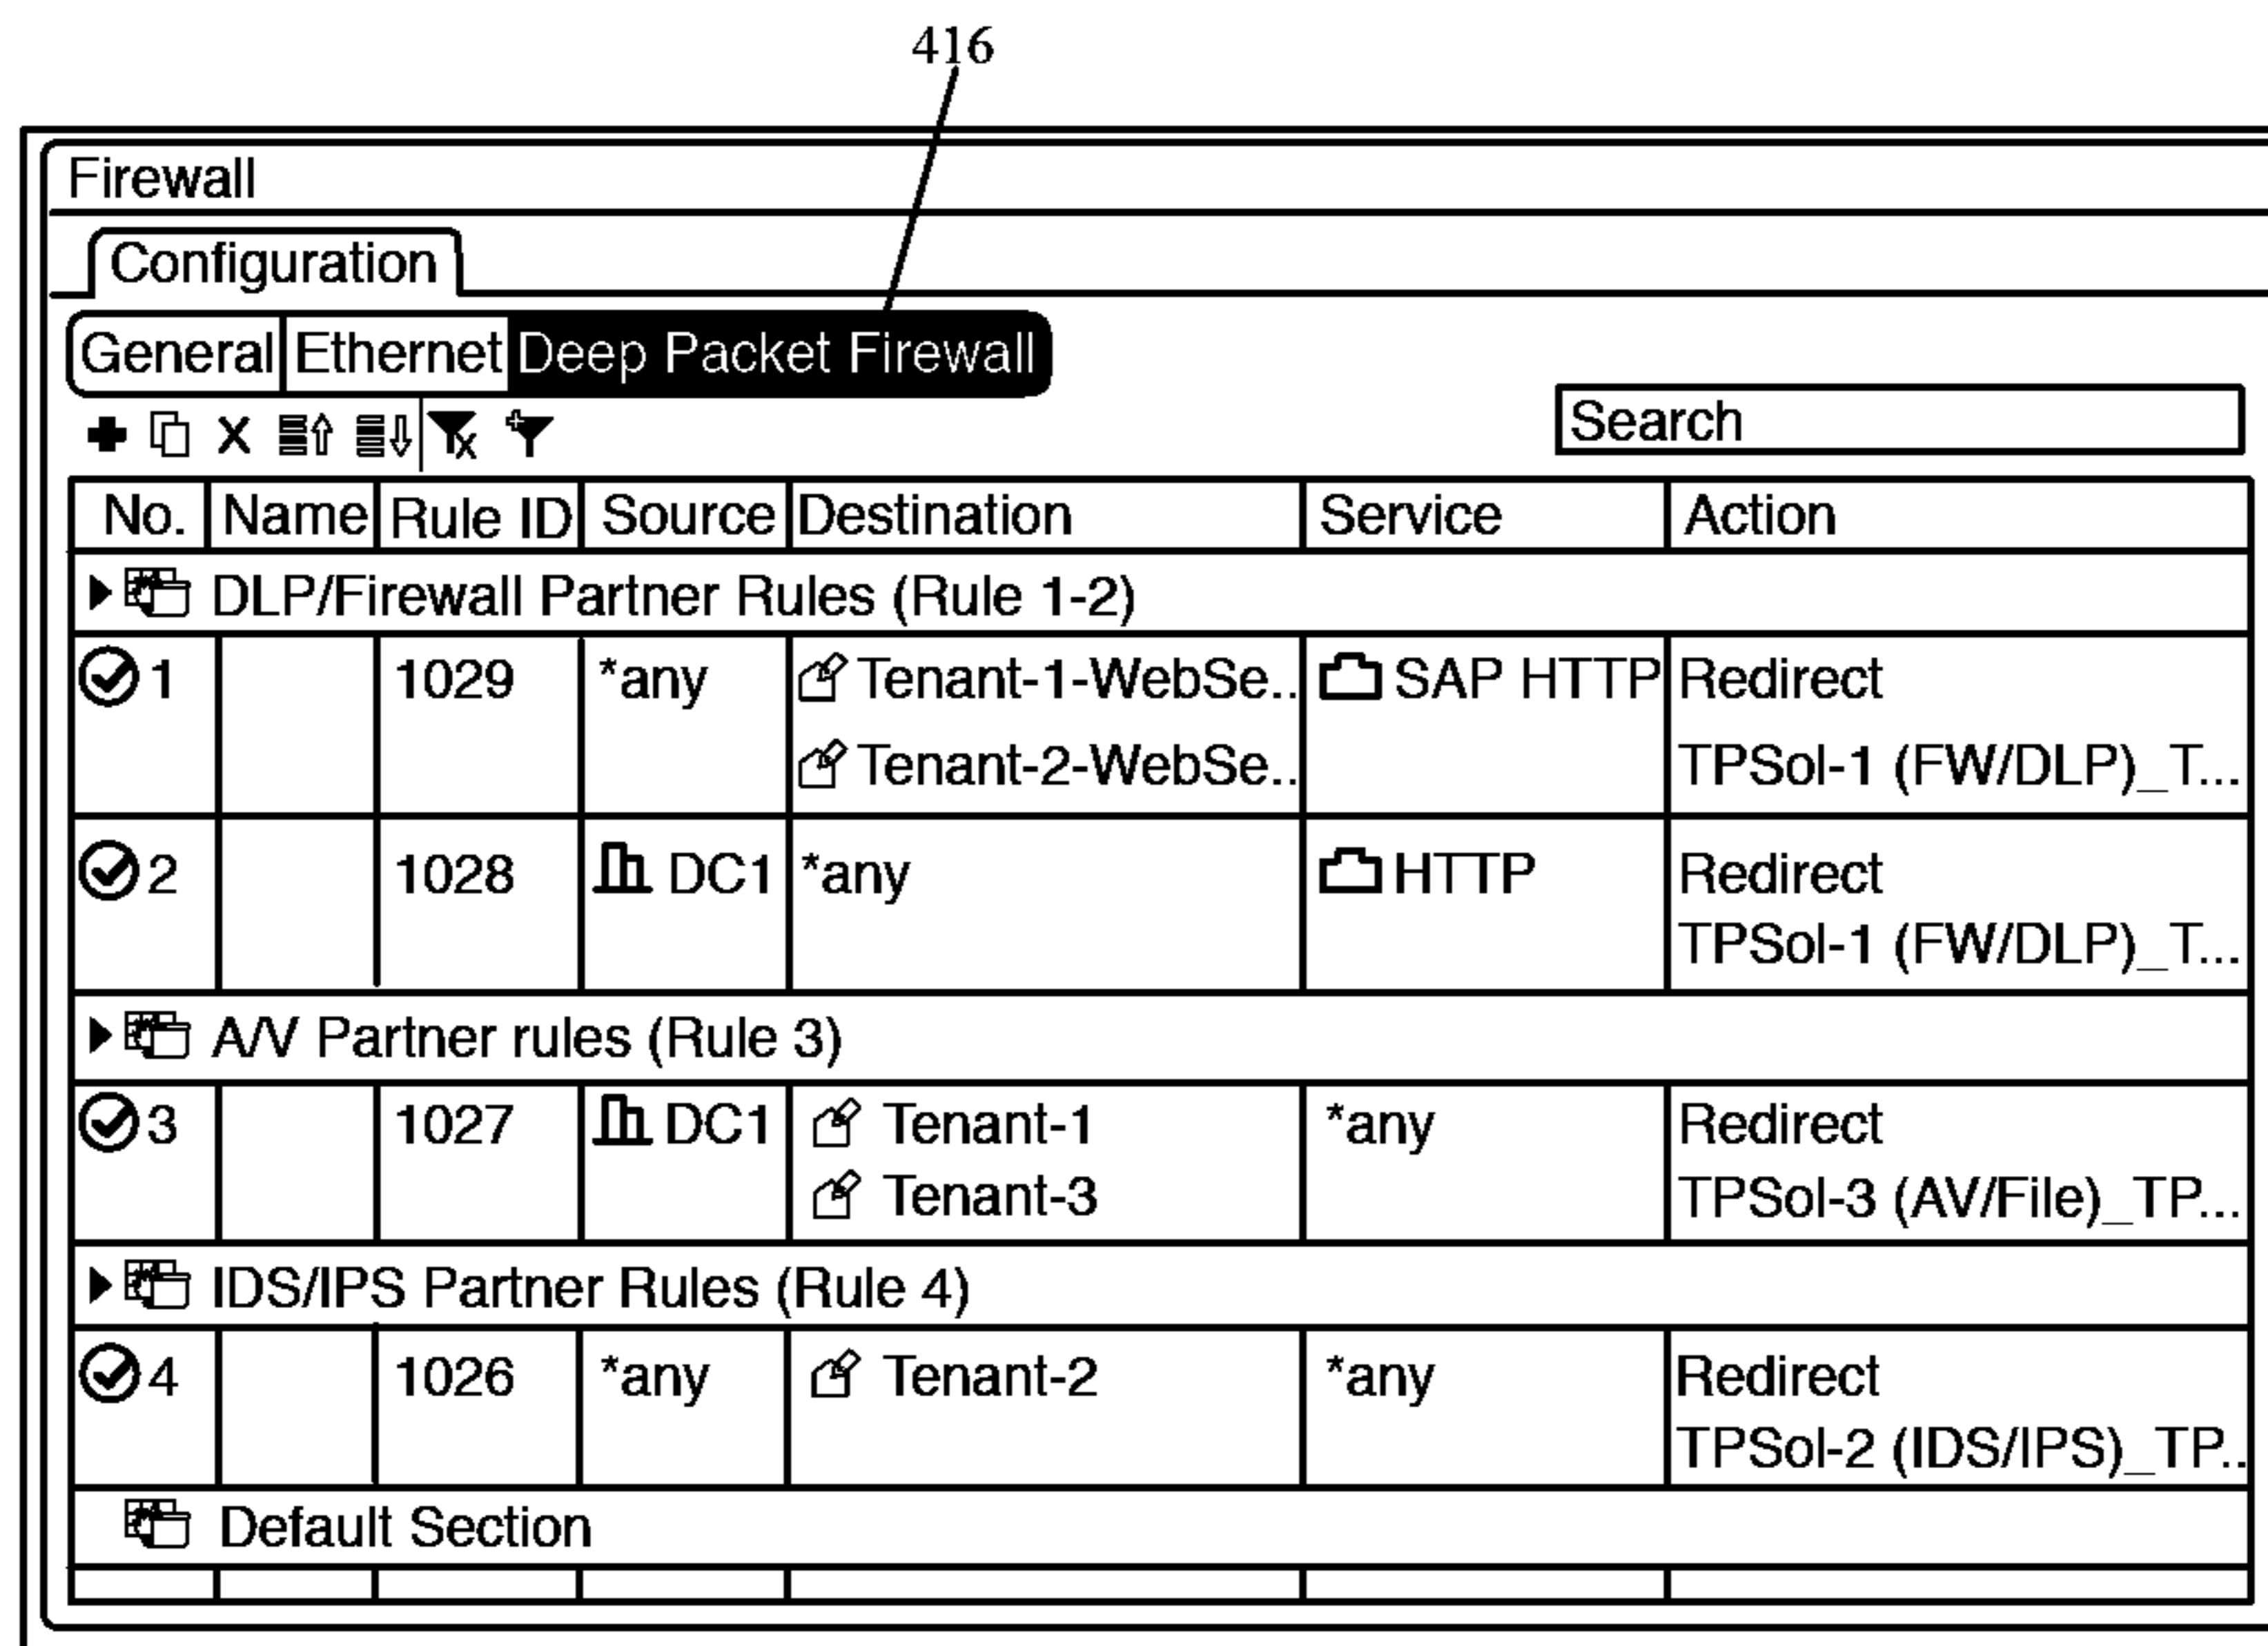 416
Firewall
Configuration
General Ethernet Deep Packet Firewall
Search
No. Name Rule ID Source Destination Service Action
DLP/Firewall Partner Rules (Rule 1-2)
1 1029 *any Tenant-1-WebSe.. SAP HTTP Redirect
Tenant-2-WebSe.. TPSol-1 (FW/DLP)_T...
2 1028 DC1 *any HTTP Redirect
TPSol-1 (FW/DLP)_T...
A/V Partner rules (Rule 3)
3 1027 DC1 Tenant-1 *any Redirect
Tenant-3 TPSol-3 (AV/File)_TP...
IDS/IPS Partner Rules (Rule 4)
4 1026 *any Tenant-2 *any Redirect
TPSol-2 (IDS/IPS)_TP..
Default Section